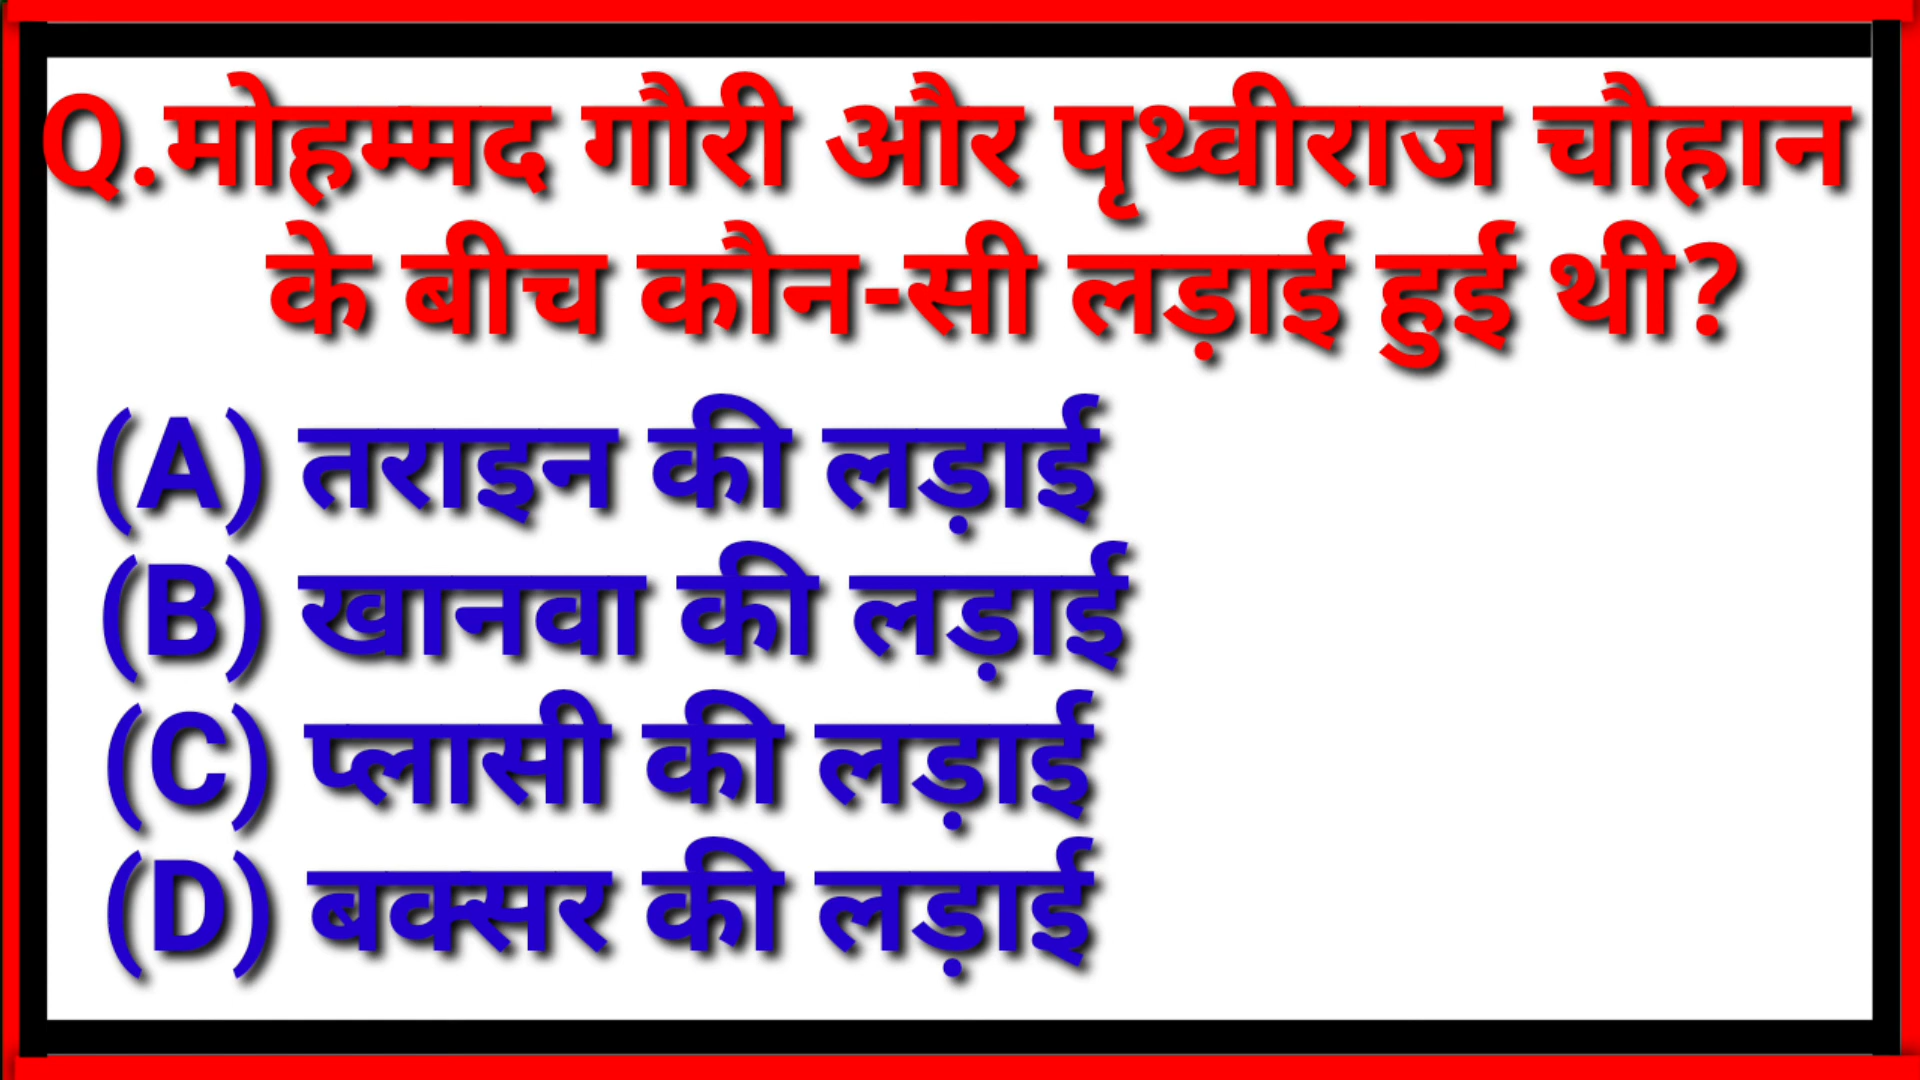 Q.मोहम्मद गौरी और पृथ्वीराज चौहान
के बीच कौन-सी लड़ाई हुई थी?
(A) तराइन की लड़ाई
(B) खानवा की लड़ाई
(C) प्लासी की लड़ाई
(D) बक्सर की लड़ाई